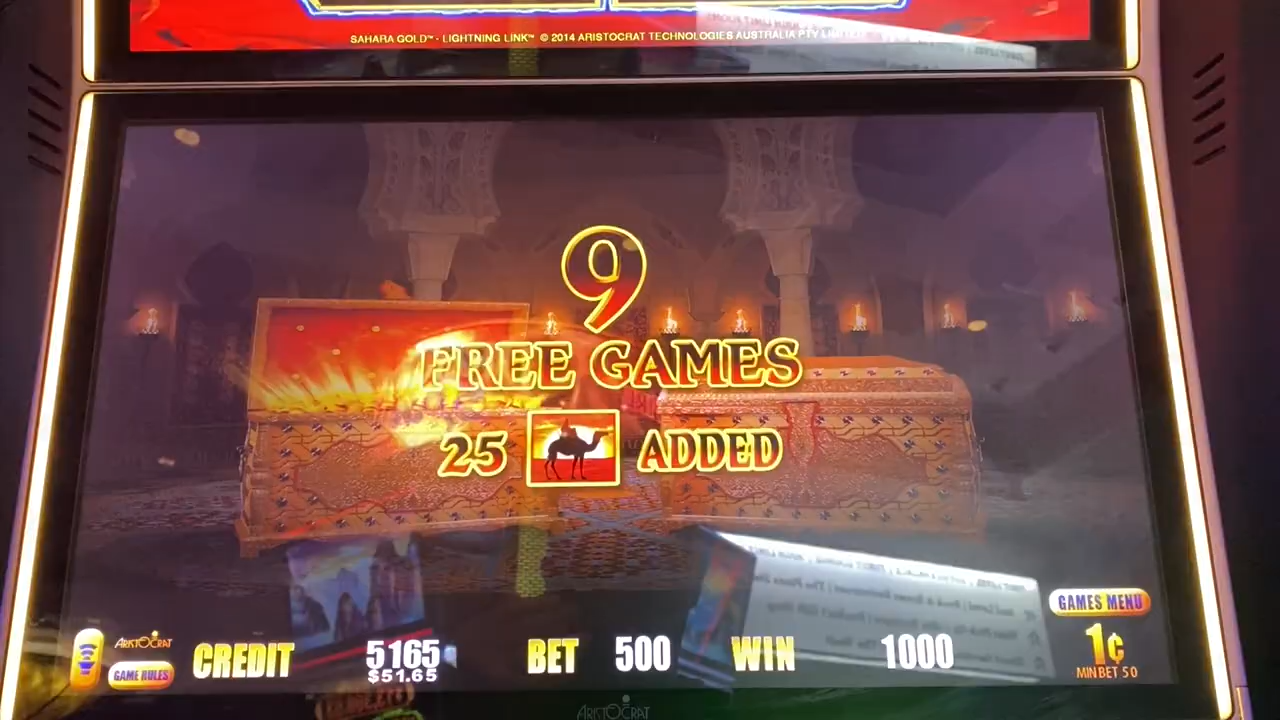 SAHARA GOLD™ - LIGHTNING LINK™ © 2014 ARISTOCRAT TECHNOLOGIES AUSTRALIA PTY LIMITED
9
FREE GAMES
25 ADDED
GAMES MENU
ARISTOCRAT
GAME RULES
CREDIT 5165 BET 500 WIN 1000
$51.65
1¢
MIN BET 50
ARISTOCRAT